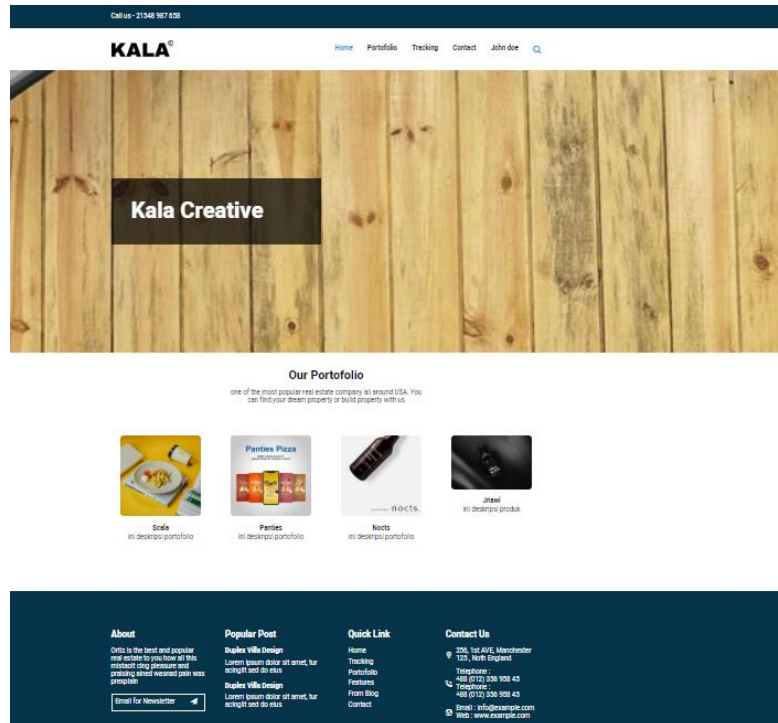 Call us - 21548 987 658
KALA©
Home Portofolio Tracking Contact John doe
Kala Creative
Our Portofolio
one of the most popular real estate company all around USA. You
can find your dream property or build property with us
Panties Pizza
nocts.
Scala
ini deskripsi portofolio
Panties
ini deskripsi portofolio
Nocts
ini deskripsi portofolio
Jnawi
ini deskripsi produk
About
Ortiz is the best and popular
real estate to you how all this
mistaolt cing pleasure and
praising ained wasnad pain was
prexplain
Email for Newsletter
Popular Post
Duplex Villa Design
Lorem ipsum dolor sit amet, tur
acinglit sed do eius
Duplex Villa Design
Lorem ipsum dolor sit amet, tur
acinglit sed do eius
Quick Link
Home
Tracking
Portofolio
Features
From Blog
Contact
Contact Us
256, 1st AVE, Manchester
125 , Noth England
Telephone :
+88 (012) 356 958 45
Telephone :
+88 (012) 356 958 45
Email : info@example.com
Web : www.example.com